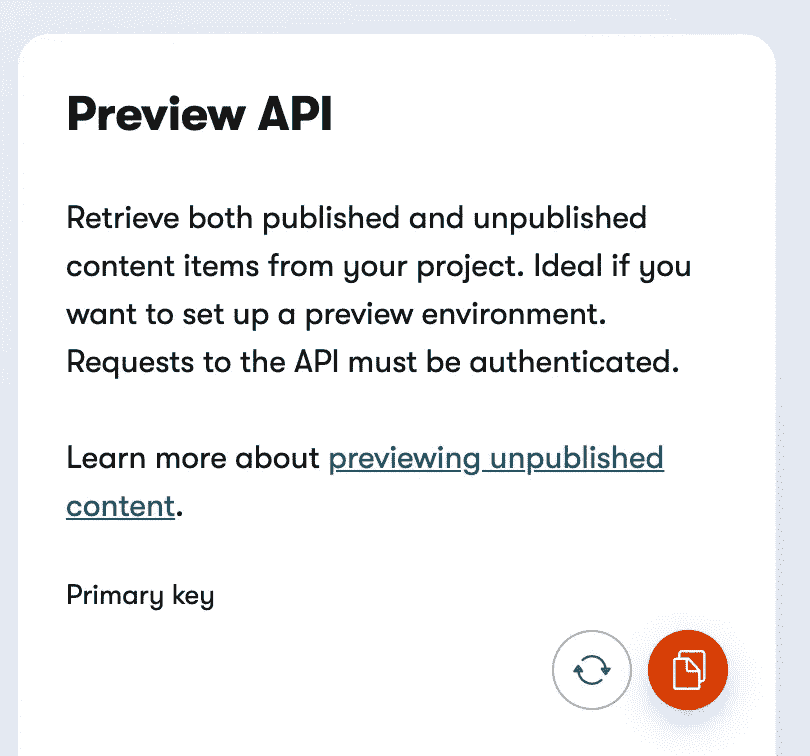 Preview API
Retrieve both published and unpublished
content items from your project. Ideal if you
want to set up a preview environment.
Requests to the API must be authenticated.
Learn more about previewing unpublished
content.
Primary key